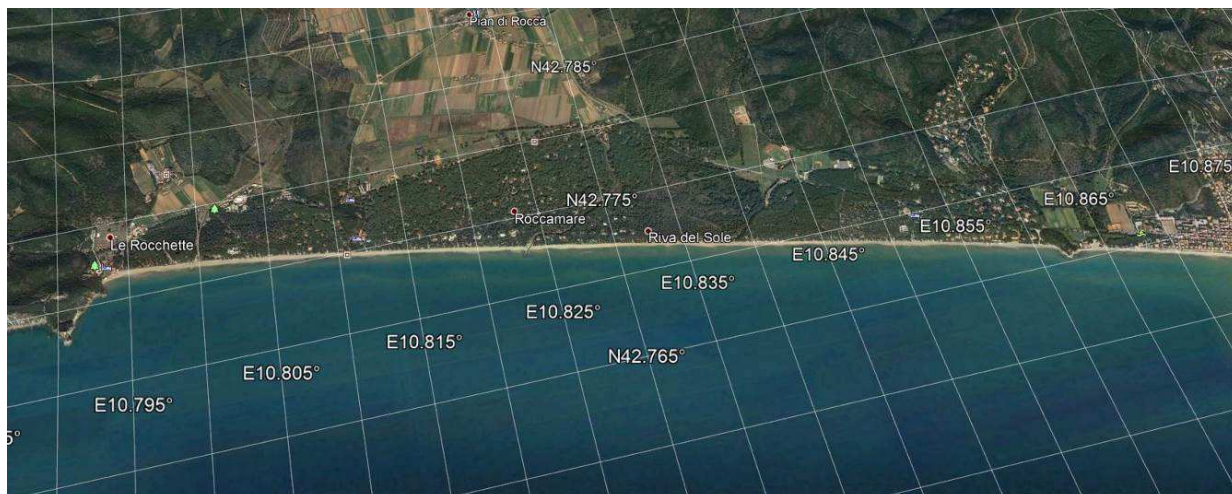 Pian di Rocca
N42.785°
E10.875
N42.775°
E10.865°
Roccamare
E10.855°
Riva del Sole
Le Rocchette
E10.845°
E10.835°
E10.825°
E10.815°
N42.765°
E10.805°
E10.795°
5°